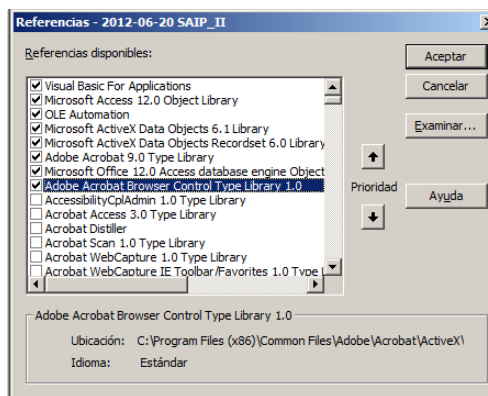 Referencias - 2012-06-20 SAIP_II
Referencias disponibles:
Aceptar
Cancelar
Examinar...
Visual Basic For Applications
Microsoft Access 12.0 Object Library
OLE Automation
Microsoft ActiveX Data Objects 6.1 Library
Microsoft ActiveX Data Objects Recordset 6.0 Library
Adobe Acrobat 9.0 Type Library
Microsoft Office 12.0 Access database engine Object
Adobe Acrobat Browser Control Type Library 1.0
AccessibilityCplAdmin 1.0 Type Library
Acrobat Access 3.0 Type Library
Acrobat Distiller
Acrobat Scan 1.0 Type Library
Acrobat WebCapture 1.0 Type Library
Acrobat WebCapture IE Toolbar/Favorites 1.0 Type L
Prioridad
Ayuda
Adobe Acrobat Browser Control Type Library 1.0
Ubicación: C:\Program Files (x86)\Common Files\Adobe\Acrobat\ActiveX\
Idioma: Estándar